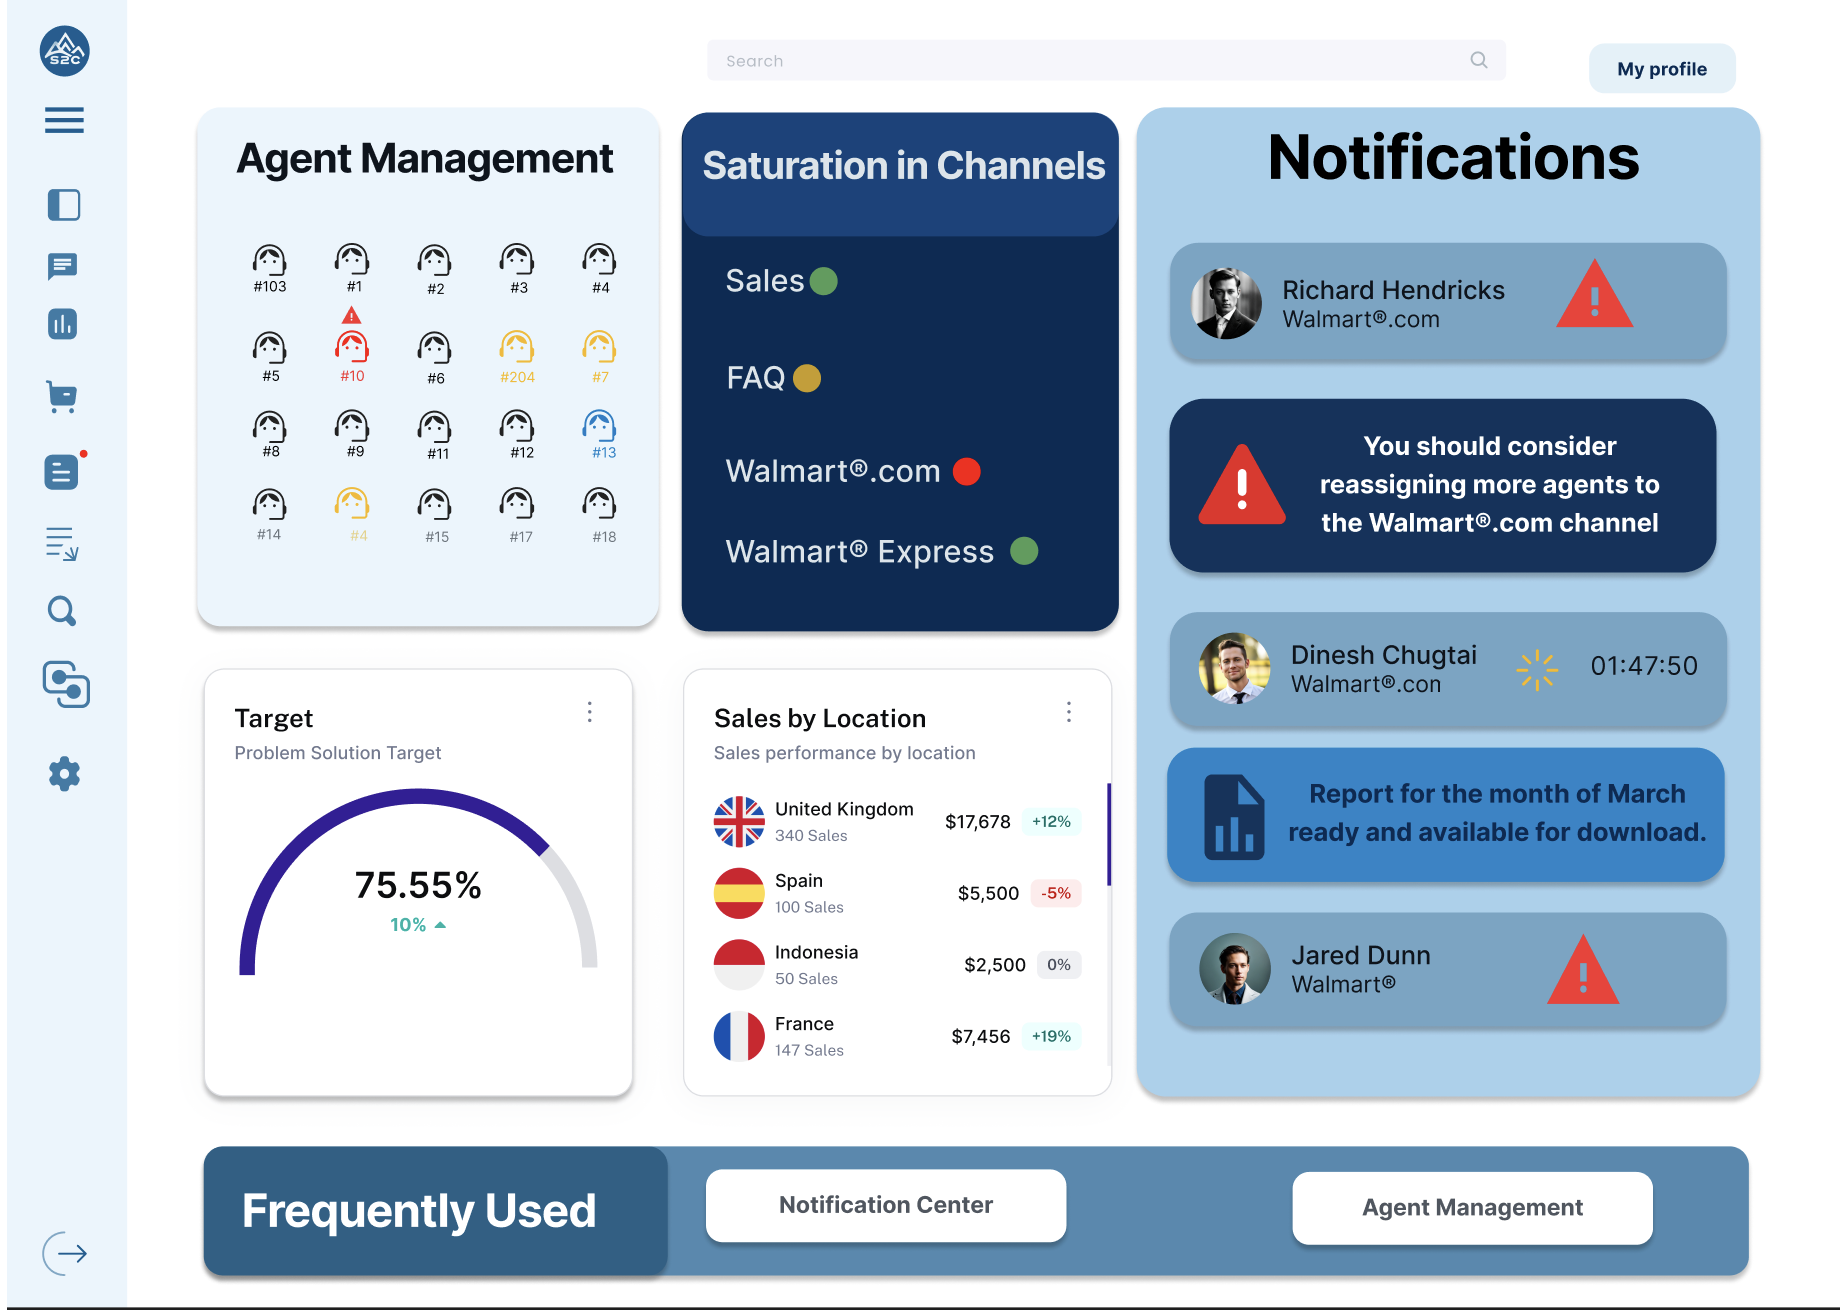 S2C
Search
My profile
Agent Management
#103 #1 #2 #3 #4
#5 #10 #6 #204 #7
#8 #9 #11 #12 #13
#14 #4 #15 #17 #18
Saturation in Channels
Sales
FAQ
Walmart®.com
Walmart® Express
Notifications
Richard Hendricks
Walmart®.com
You should consider
reassigning more agents to
the Walmart®.com channel
Dinesh Chugtai
Walmart®.con
01:47:50
Report for the month of March
ready and available for download.
Jared Dunn
Walmart®
Target
Problem Solution Target
75.55%
10%
Sales by Location
Sales performance by location
United Kingdom
340 Sales
$17,678 +12%
Spain
100 Sales
$5,500 -5%
Indonesia
50 Sales
$2,500 0%
France
147 Sales
$7,456 +19%
Frequently Used
Notification Center
Agent Management